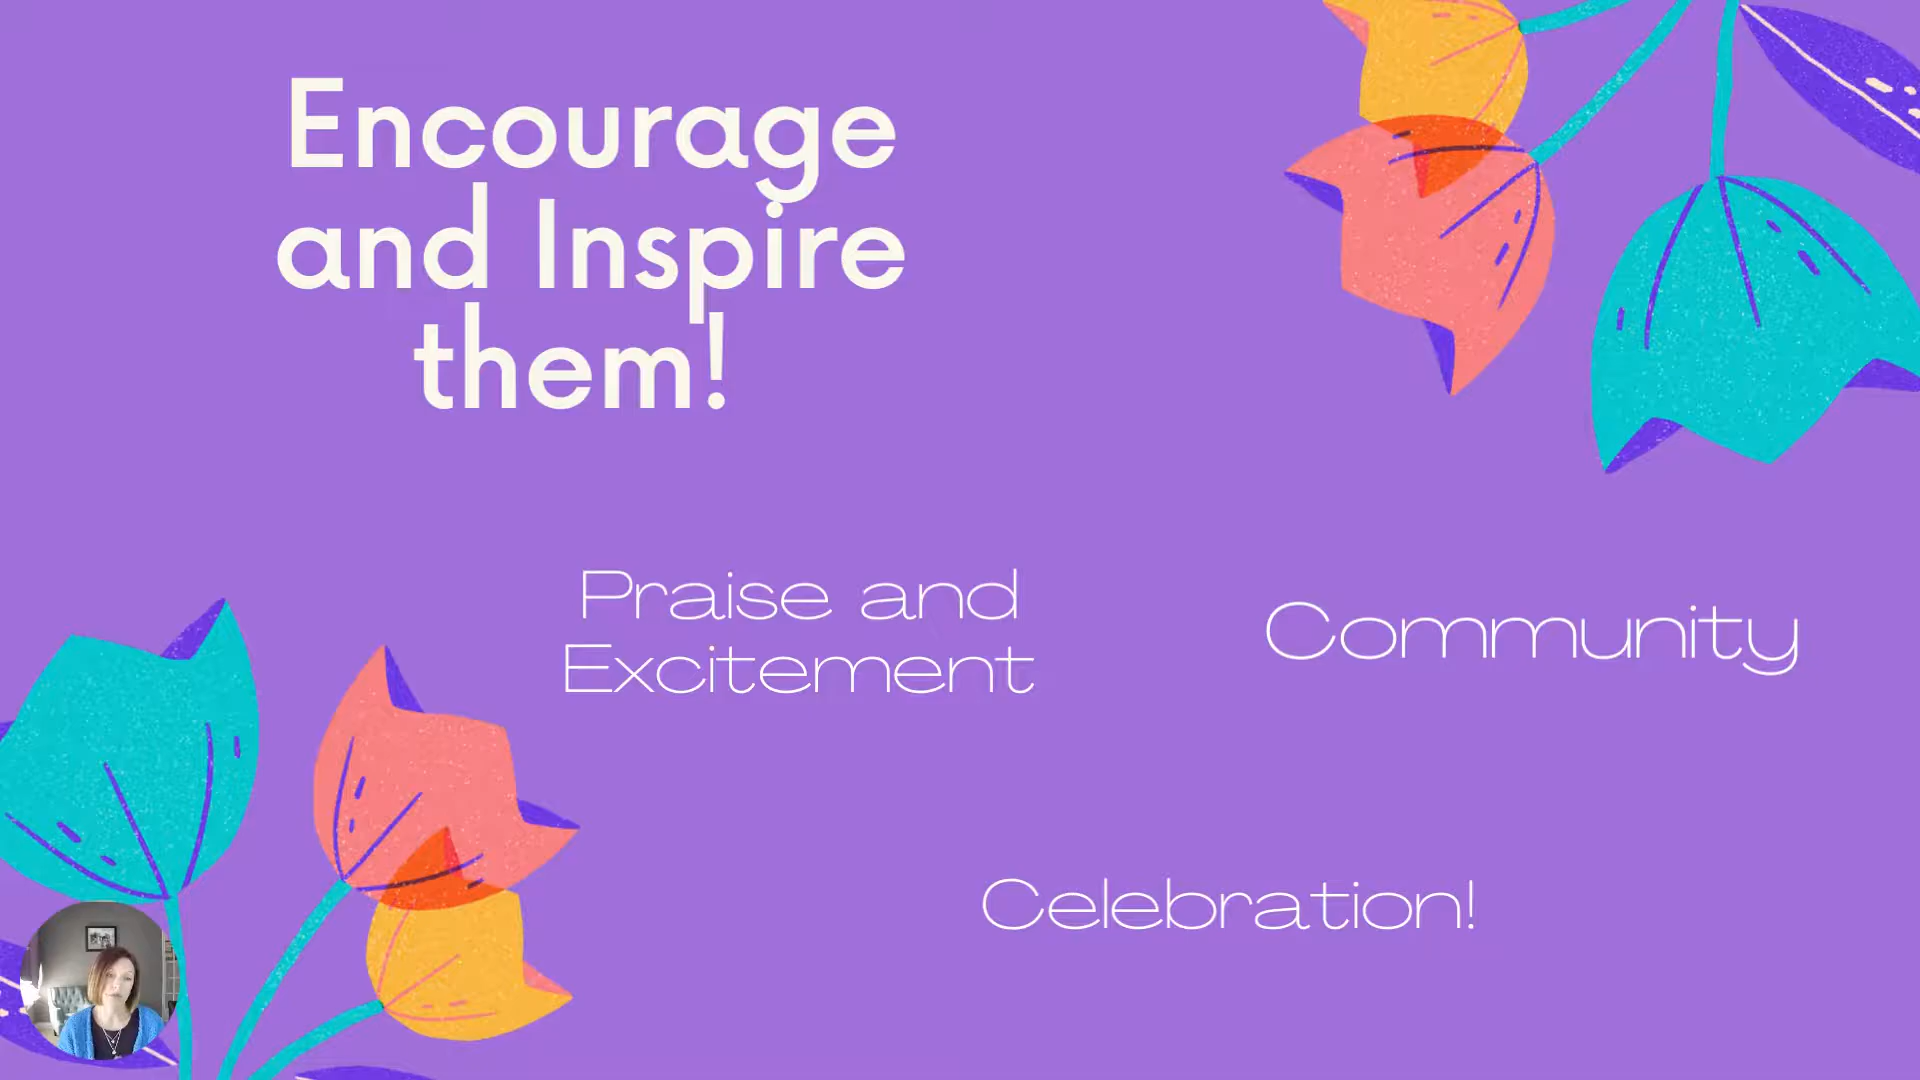 Encourage
and Inspire
them!
Praise and
Excitement
Community
Celebration!